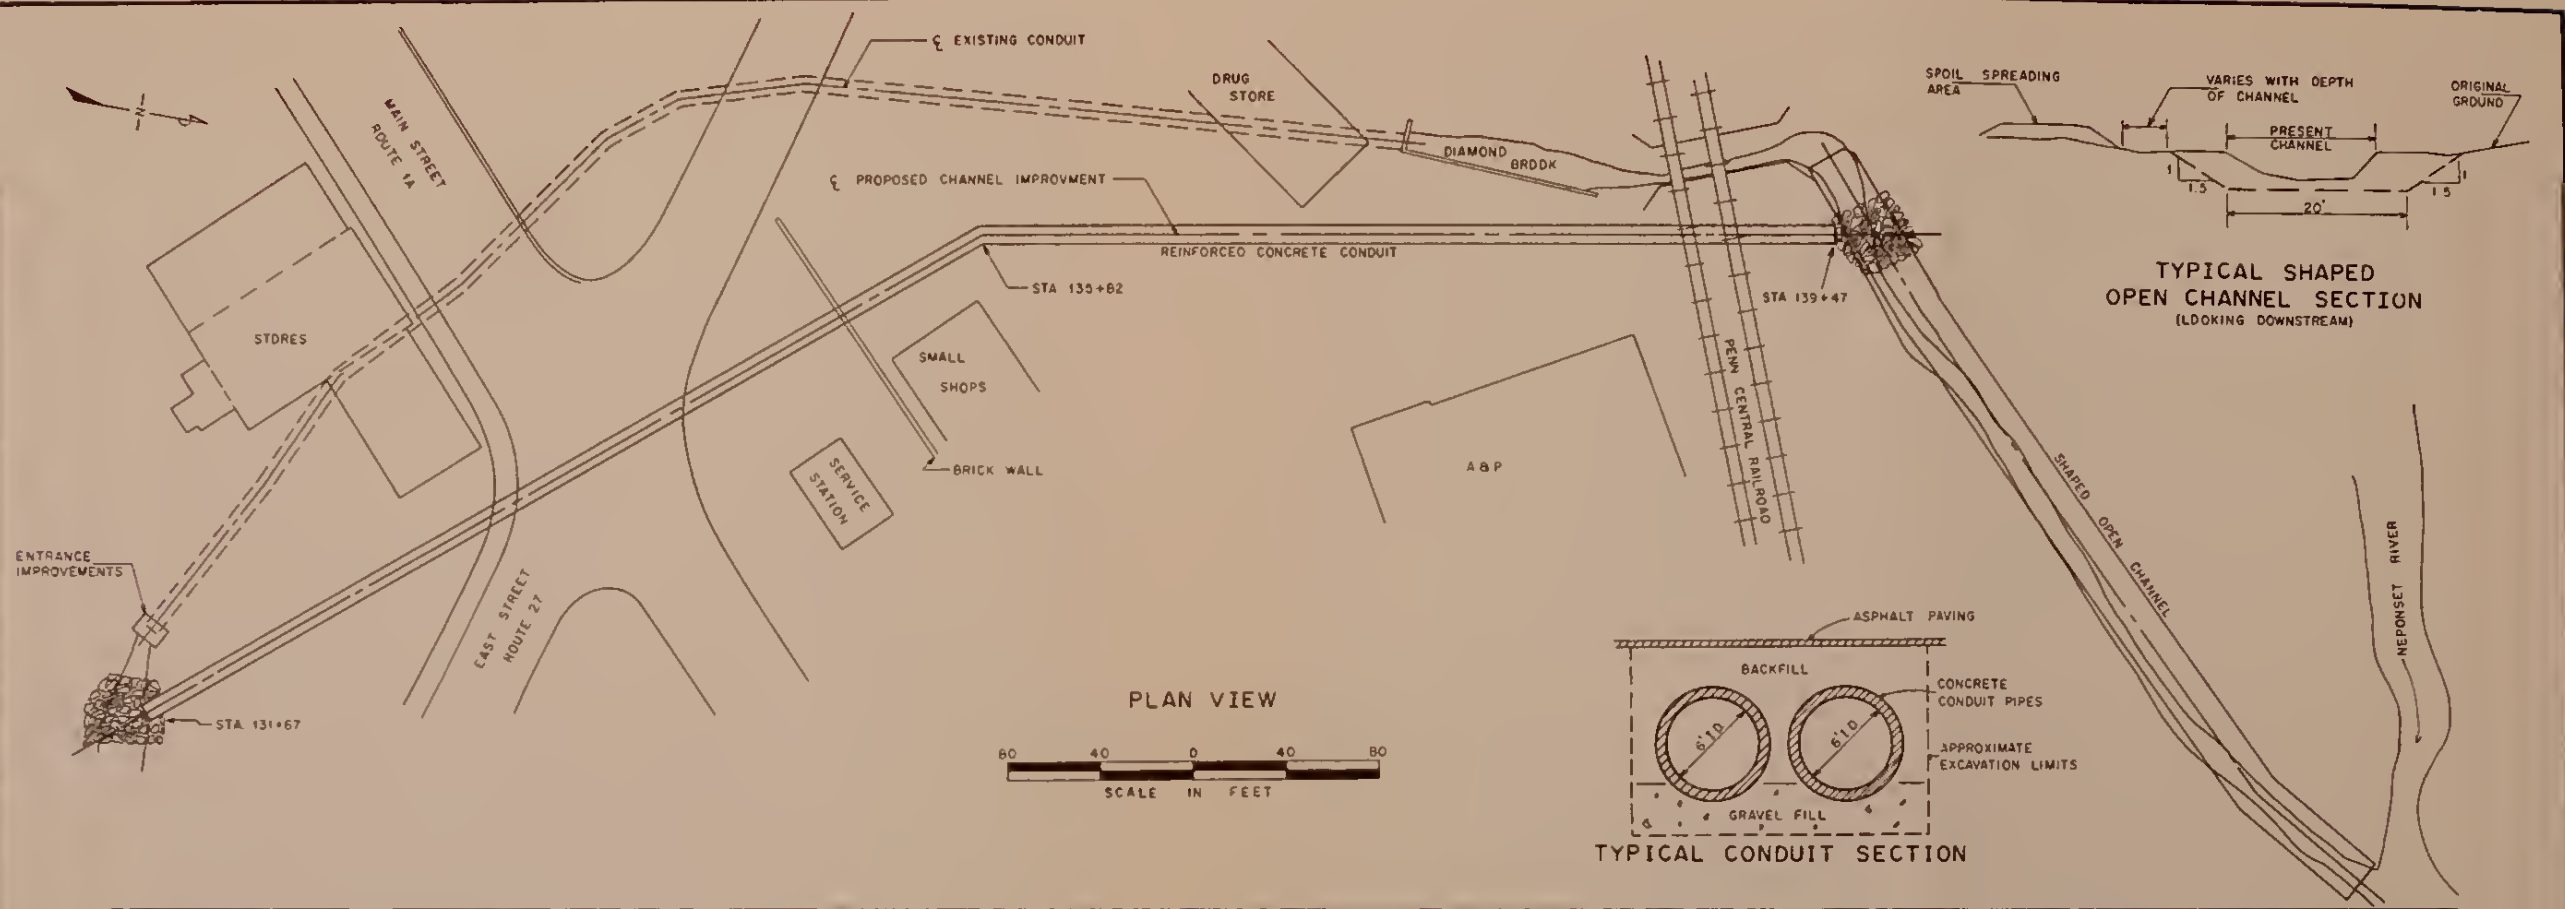 ℄ EXISTING CONDUIT
MAIN STREET
ROUTE 1A
DRUG
STORE
DIAMOND BROOK
℄ PROPOSED CHANNEL IMPROVMENT
REINFORCED CONCRETE CONDUIT
STA 135+82
STA 139+47
STORES
SMALL
SHOPS
BRICK WALL
SERVICE
STATION
A&P
PENN CENTRAL RAILROAD
ENTRANCE
IMPROVEMENTS
EAST STREET
ROUTE 27
STA. 131+67
SHAPED OPEN CHANNEL
NEPONSET RIVER
N
SPOIL SPREADING
AREA
VARIES WITH DEPTH
OF CHANNEL
ORIGINAL
GROUND
PRESENT
CHANNEL
1
1.5
1
1.5
20'
TYPICAL SHAPED
OPEN CHANNEL SECTION
(LOOKING DOWNSTREAM)
PLAN VIEW
80 40 0 40 80
SCALE IN FEET
ASPHALT PAVING
BACKFILL
CONCRETE
CONDUIT PIPES
6' I D
6' I D
APPROXIMATE
EXCAVATION LIMITS
GRAVEL FILL
TYPICAL CONDUIT SECTION